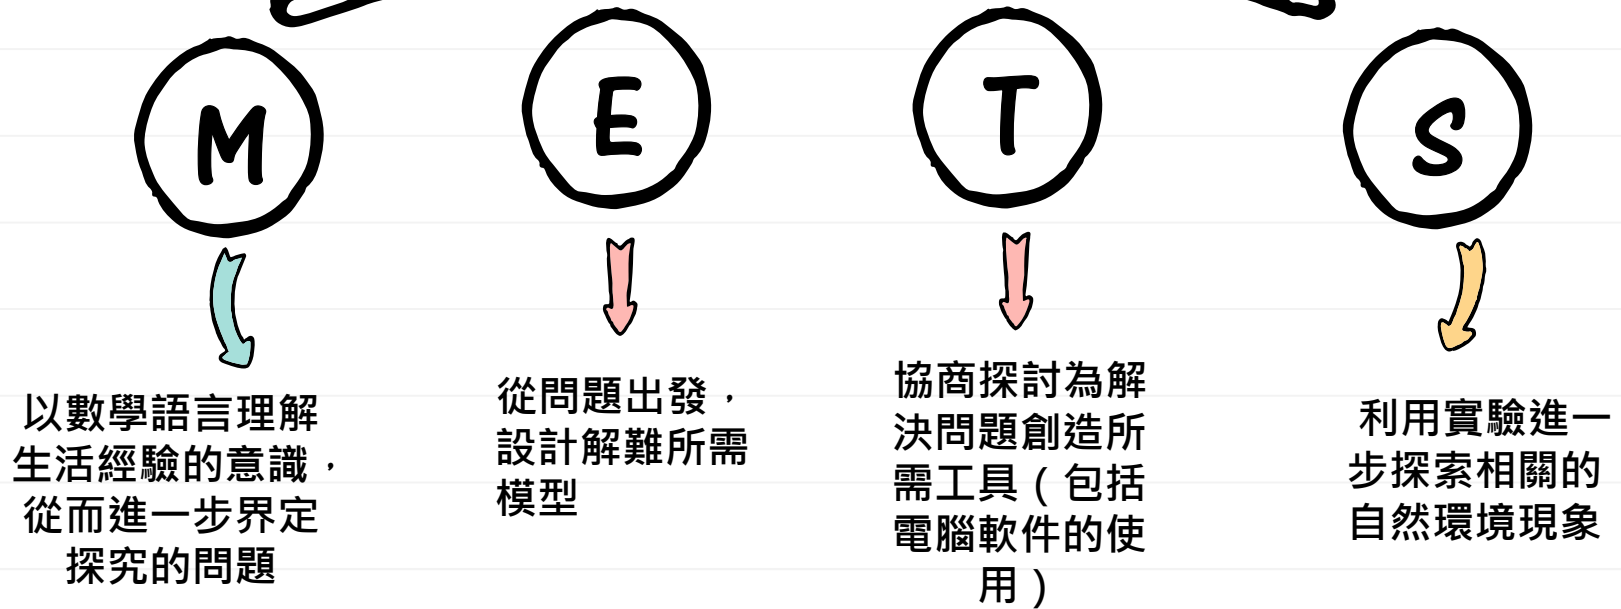 M
以數學語言理解
生活經驗的意識，
從而進一步界定
探究的問題
E
從問題出發，
設計解難所需
模型
T
協商探討為解
決問題創造所
需工具（包括
電腦軟件的使
用）
S
利用實驗進一
步探索相關的
自然環境現象